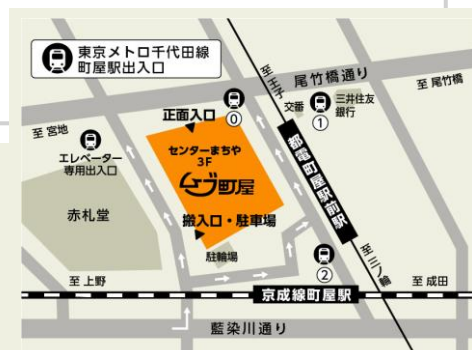 東京メトロ千代田線
町屋駅出入口
至 王子
尾竹橋通り
至 尾竹橋
正面入口
⓪
交番
①
三井住友
銀行
至 宮地
エレベーター
専用出入口
センターまちや
3F
ムーブ町屋
都電町屋駅前駅
赤札堂
搬入口・駐車場
駐輪場
②
至 三ノ輪
至 上野
京成線町屋駅
至 成田
藍染川通り